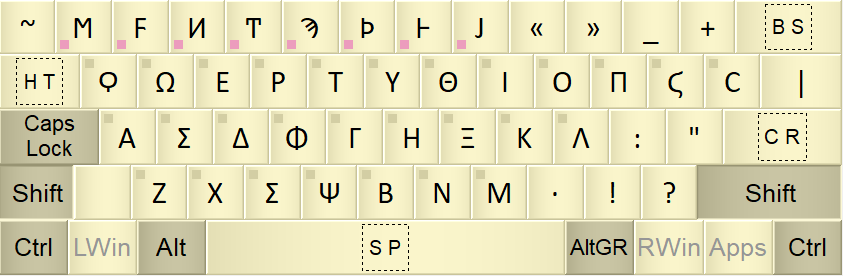 ~ Ϻ Ϝ Ͷ Ͳ Ϡ Ϸ Ͱ Ϳ « » _ + BS
HT Ϙ Ω Ε Ρ Τ Υ Θ Ι Ο Π Ϛ Ϲ |
Caps Lock Α Σ Δ Φ Γ Η Ξ Κ Λ : " CR
Shift Ζ Χ Σ Ψ Β Ν Μ · ! ? Shift
Ctrl LWin Alt SP AltGR RWin Apps Ctrl